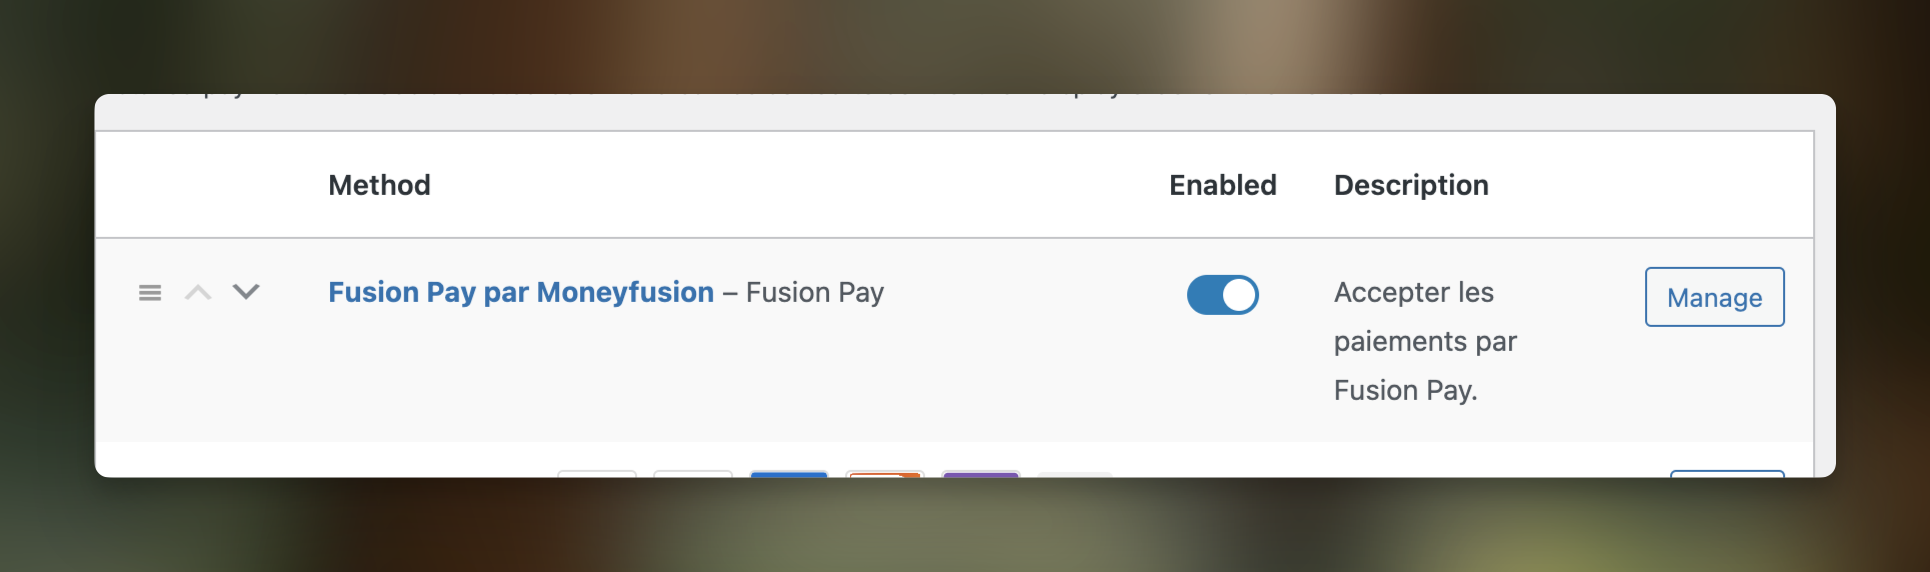 Method Enabled Description
Fusion Pay par Moneyfusion – Fusion Pay
Accepter les
paiements par
Fusion Pay.
Manage